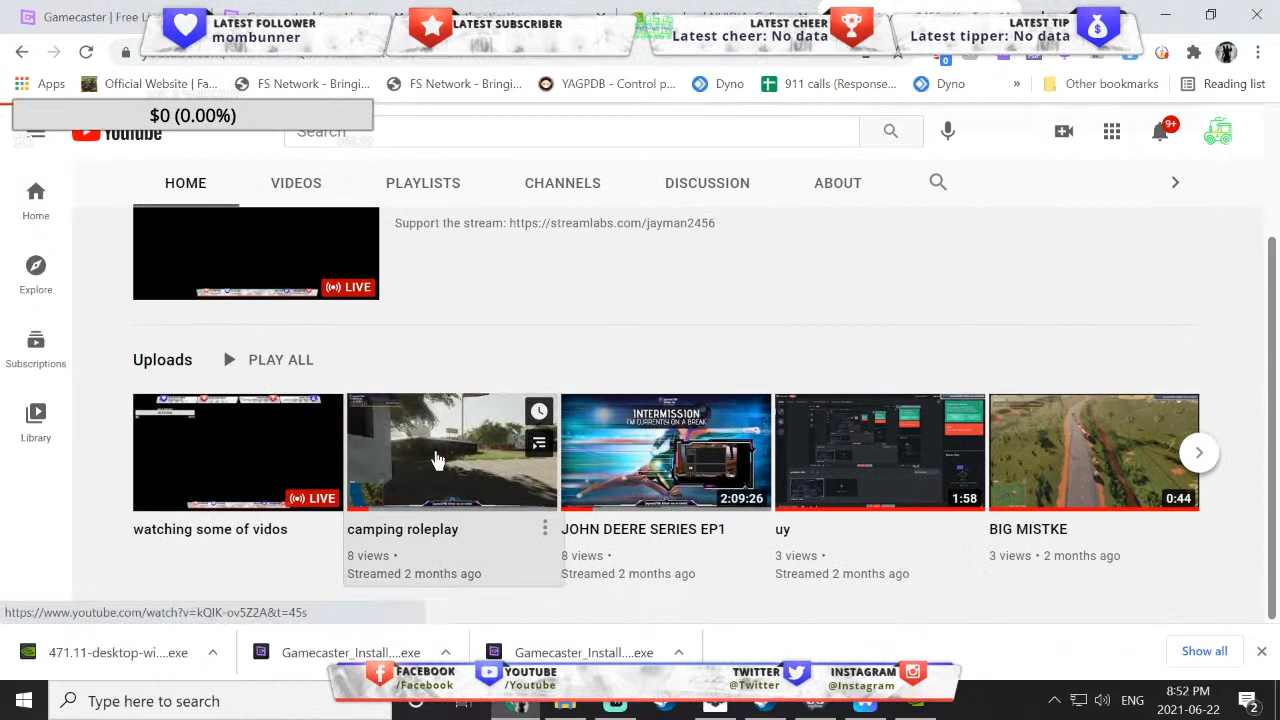 Gamecaster | Free L
LATEST FOLLOWER
mombunner
LATEST SUBSCRIBER
LATEST CHEER
Latest cheer: No data
LATEST TIP
Latest tipper: No data
Apps
Official Website | Fa...
FS Network - Bringi...
FS Network - Bringi...
YAGPDB - Control p...
Dyno
911 calls (Response...
Dyno
»
Other bookmarks
Reading list
0
$0 (0.00%)
YouTube
Search
9+
HOME
VIDEOS
PLAYLISTS
CHANNELS
DISCUSSION
ABOUT
Home
Explore
Subscriptions
Library
Support the stream: https://streamlabs.com/jayman2456
LIVE
Uploads
PLAY ALL
LIVE
INTERMISSION
I'M CURRENTLY ON A BREAK
2:09:26
1:58
0:44
watching some of vidos
camping roleplay
8 views •
Streamed 2 months ago
JOHN DEERE SERIES EP1
8 views •
Streamed 2 months ago
uy
3 views •
Streamed 2 months ago
BIG MISTKE
3 views • 2 months ago
https://www.youtube.com/watch?v=kQIK-ov5Z2A&t=45s
471.11-desktop-wi....exe
Gamecaster_Install....exe
Gamecaster_Install....exe
Show all
FACEBOOK
/Facebook
YOUTUBE
/Youtube
TWITTER
@Twitter
INSTAGRAM
@Instagram
Type here to search
ENG
8:52 PM
2021-06-22
2